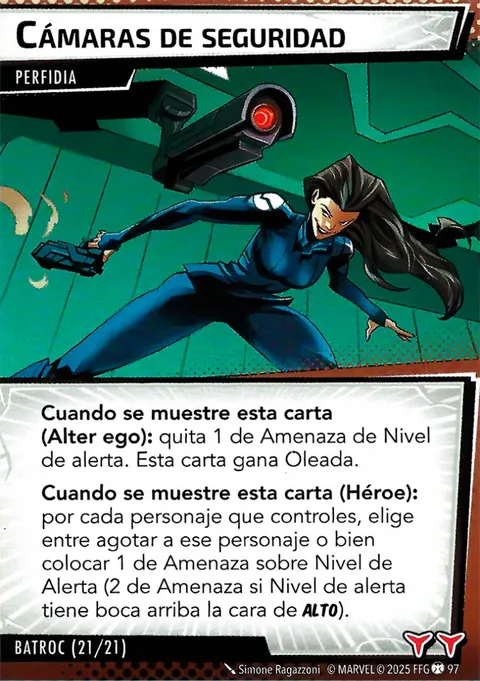 CÁMARAS DE SEGURIDAD
PERFIDIA
Cuando se muestre esta carta
(Alter ego): quita 1 de Amenaza de Nivel
de alerta. Esta carta gana Oleada.
Cuando se muestre esta carta (Héroe):
por cada personaje que controles, elige
entre agotar a ese personaje o bien
colocar 1 de Amenaza sobre Nivel de
Alerta (2 de Amenaza si Nivel de alerta
tiene boca arriba la cara de ALTO).
BATROC (21/21)
Simone Ragazzoni © MARVEL © 2025 FFG 97